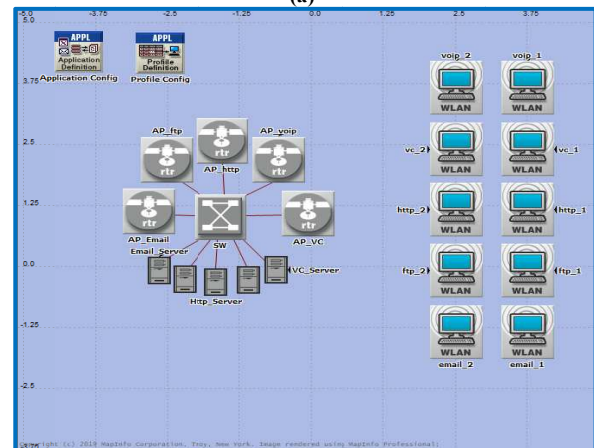 (a)
-5.0 -3.75 -2.5 -1.25 0.0 1.25 2.5 3.75
5.0
APPL
Application
Definition
Application Config
APPL
Profile
Definition
Profile Config
voip_2 voip_1
WLAN WLAN
3.75
2.5
AP_ftp AP_voip
rtr rtr
AP_http
rtr
vc_2 vc_1
WLAN WLAN
1.25
rtr rtr
AP_Email AP_VC
SW
http_2 http_1
WLAN WLAN
0.0
Email_Server
VC_Server
Http_Server
ftp_2 ftp_1
WLAN WLAN
-1.25
WLAN WLAN
email_2 email_1
-2.5
-3.75
right (c) 2010 MapInfo Corporation, Troy, New York. Image rendered using MapInfo Professional.